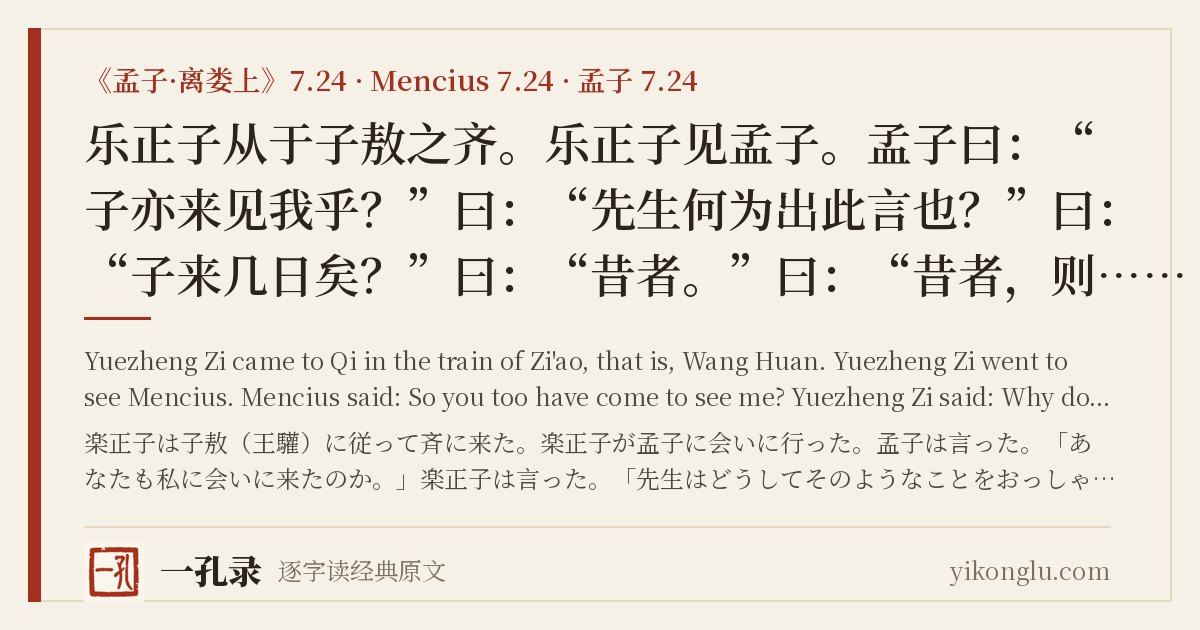 《孟子·离娄上》7.24 · Mencius 7.24 · 孟子 7.24
乐正子从于子敖之齐。乐正子见孟子。孟子曰：“
子亦来见我乎？”曰：“先生何为出此言也？”曰：
“子来几日矣？”曰：“昔者。”曰：“昔者，则……
Yuezheng Zi came to Qi in the train of Zi'ao, that is, Wang Huan. Yuezheng Zi went to
see Mencius. Mencius said: So you too have come to see me? Yuezheng Zi said: Why do...
楽正子は子敖（王驩）に従って斉に来た。楽正子が孟子に会いに行った。孟子は言った。「あ
なたも私に会いに来たのか。」楽正子は言った。「先生はどうしてそのようなことをおっしゃ…
一孔
一孔录 逐字读经典原文
yikonglu.com